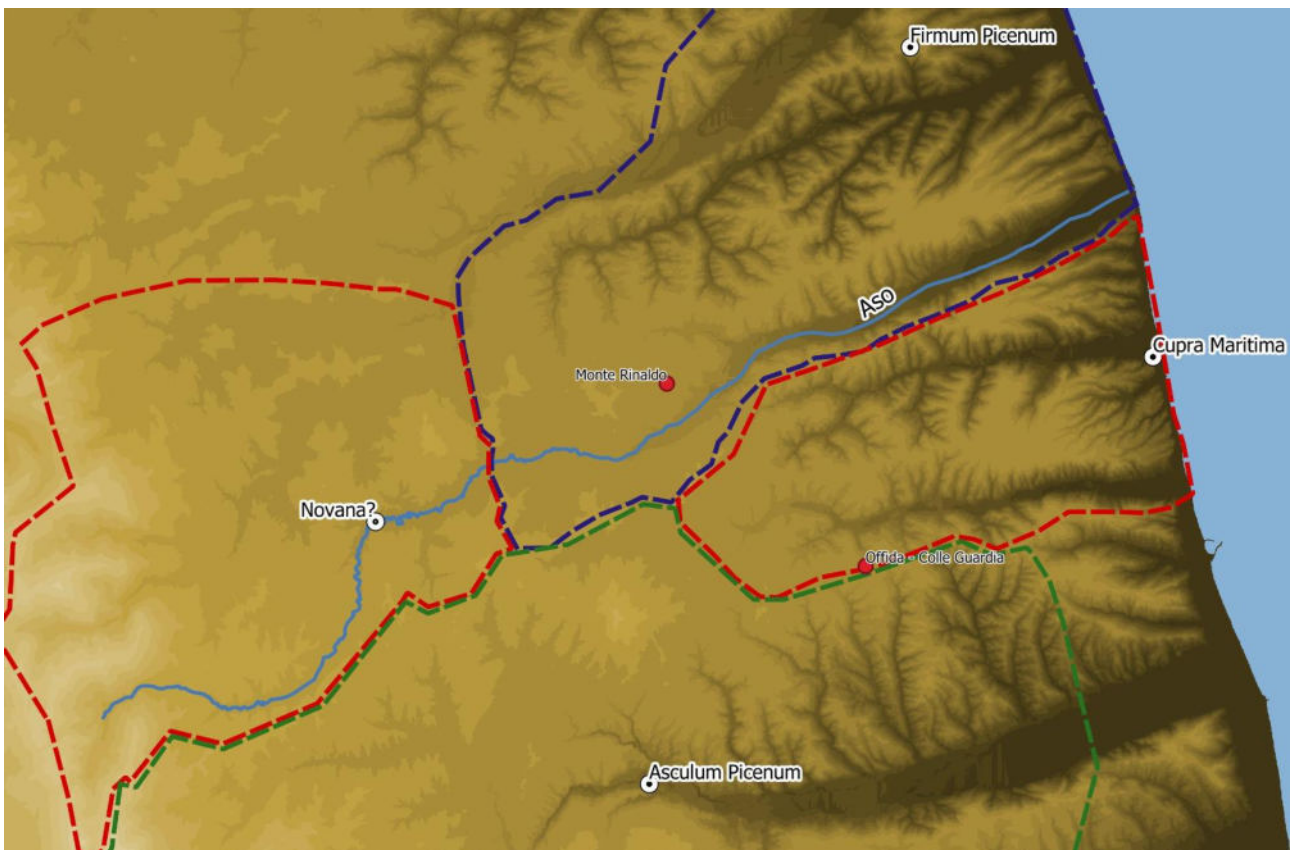 Firmum Picenum
Aso
Cupra Maritima
Monte Rinaldo
Novana?
Offida - Colle Guardia
Asculum Picenum